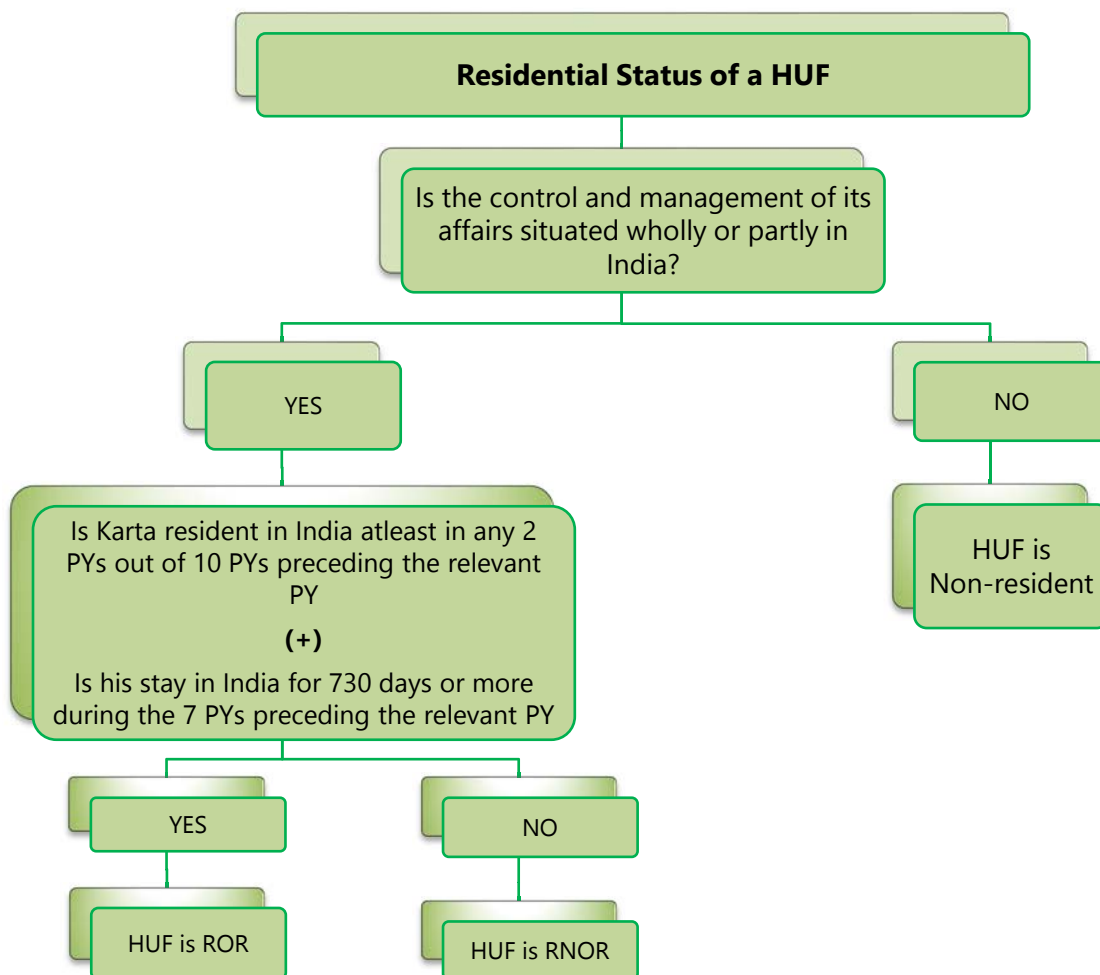 Residential Status of a HUF
Is the control and management of its
affairs situated wholly or partly in
India?
YES
NO
Is Karta resident in India atleast in any 2
PYs out of 10 PYs preceding the relevant
PY
(+)
Is his stay in India for 730 days or more
during the 7 PYs preceding the relevant PY
HUF is
Non-resident
YES
NO
HUF is ROR
HUF is RNOR